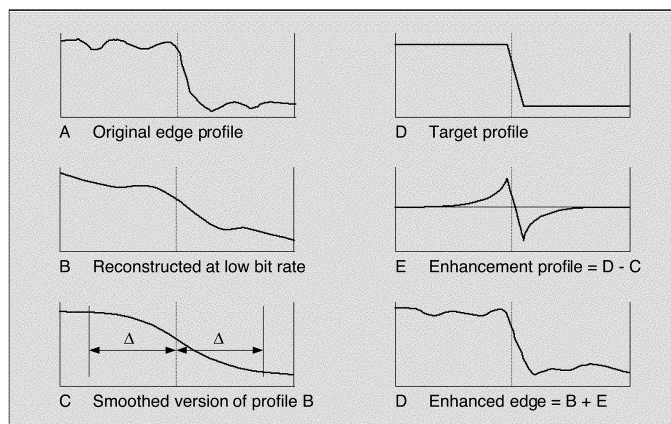 A Original edge profile
D Target profile
B Reconstructed at low bit rate
E Enhancement profile = D - C
Δ Δ
C Smoothed version of profile B
D Enhanced edge = B + E